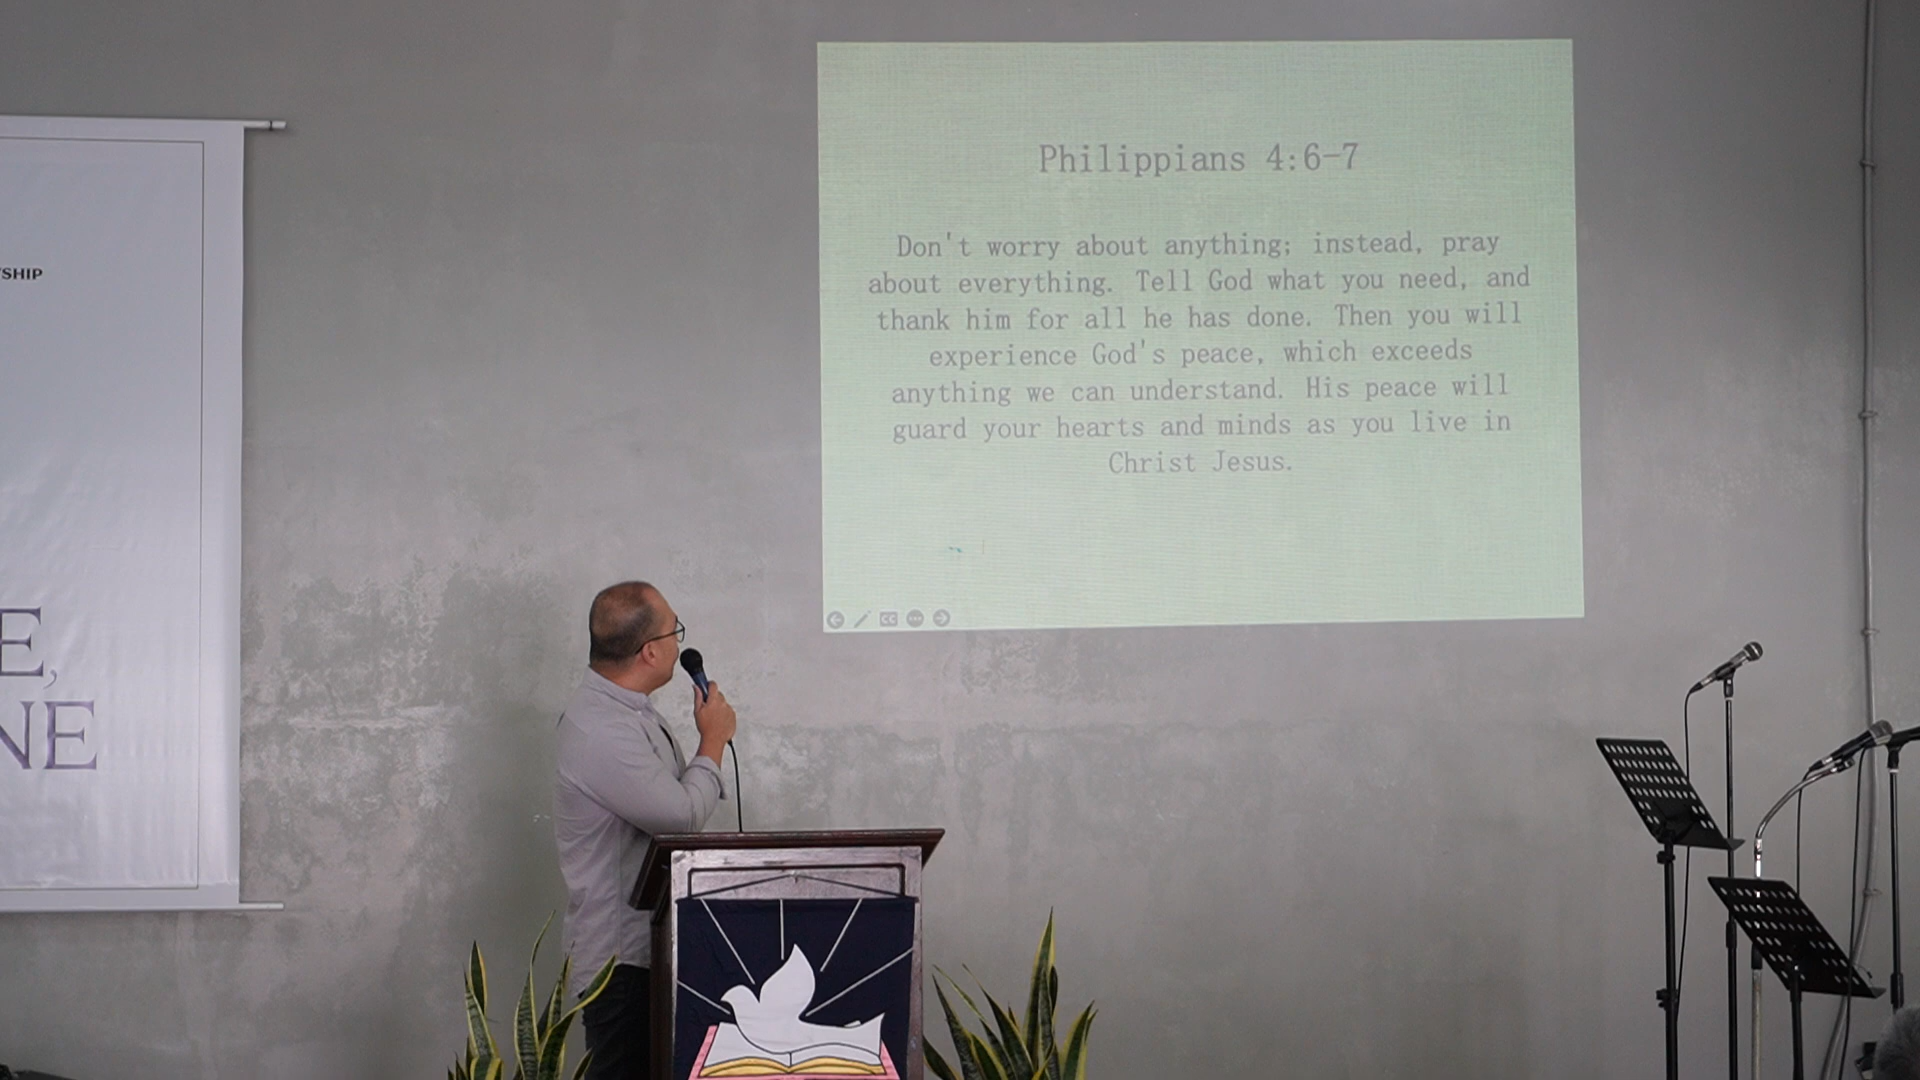 SHIP
E,
NE
Philippians 4:6-7
Don't worry about anything; instead, pray
about everything. Tell God what you need, and
thank him for all he has done. Then you will
experience God's peace, which exceeds
anything we can understand. His peace will
guard your hearts and minds as you live in
Christ Jesus.
CC